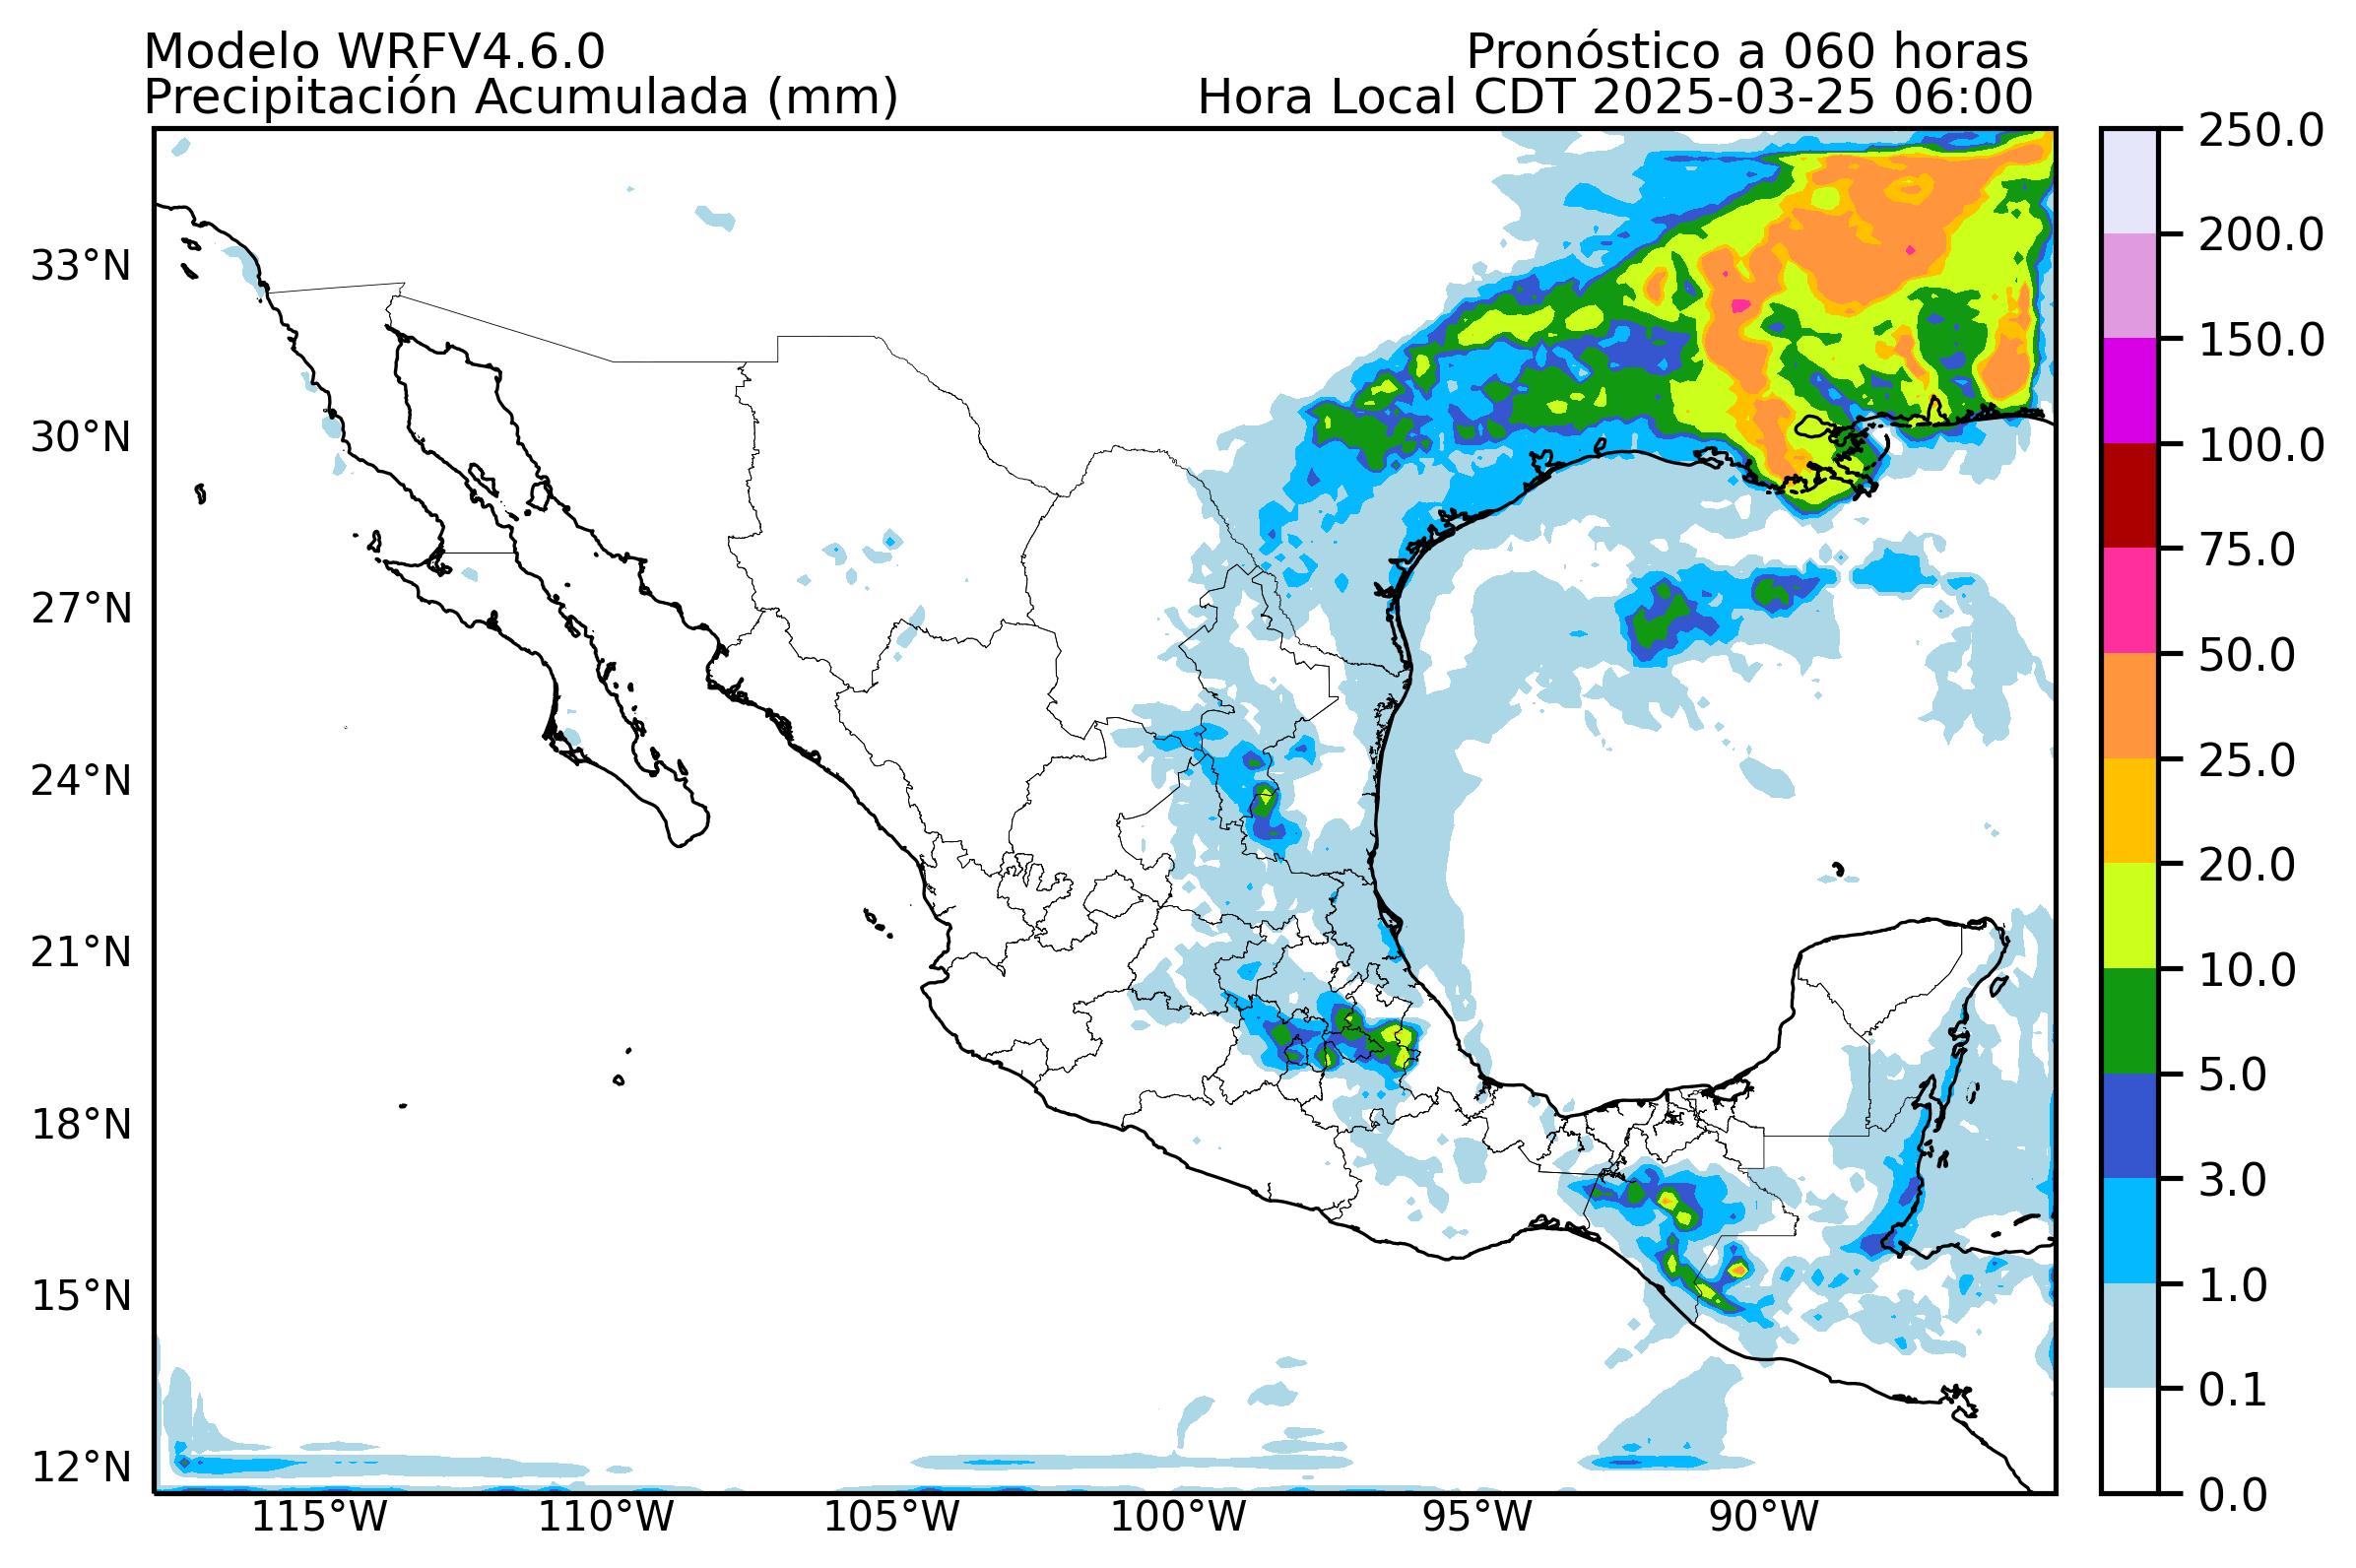 Modelo WRFV4.6.0
Pronóstico a 060 horas
Precipitación Acumulada (mm)
Hora Local CDT 2025-03-25 06:00
33°N
30°N
27°N
24°N
21°N
18°N
15°N
12°N
115°W
110°W
105°W
100°W
95°W
90°W
250.0
200.0
150.0
100.0
75.0
50.0
25.0
20.0
10.0
5.0
3.0
1.0
0.1
0.0